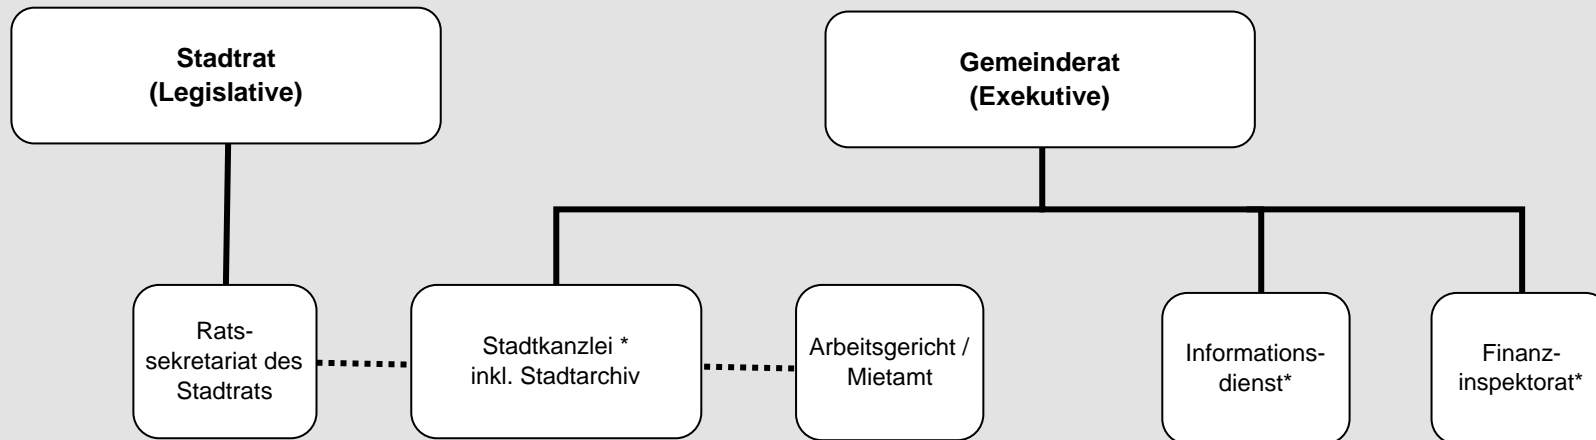 Stadtrat
(Legislative)
Gemeinderat
(Exekutive)
Rats-
sekretariat des
Stadtrats
Stadtkanzlei *
inkl. Stadtarchiv
Arbeitsgericht /
Mietamt
Informations-
dienst*
Finanz-
inspektorat*